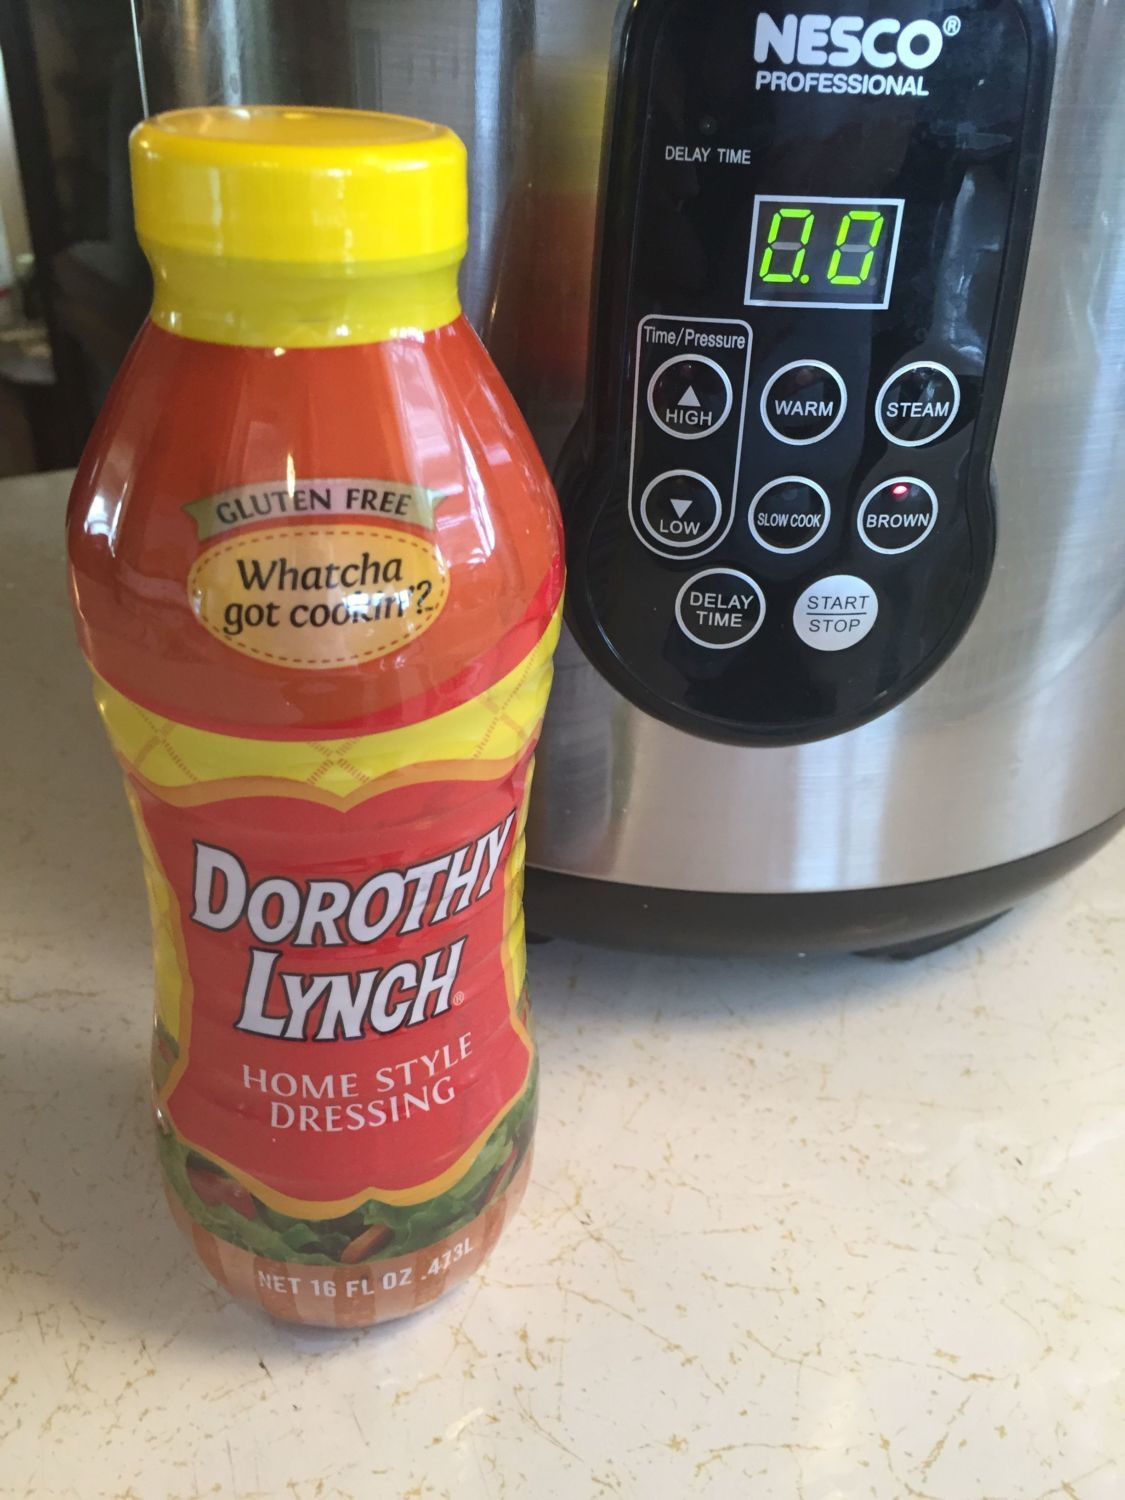 NESCO®
PROFESSIONAL
DELAY TIME
0.0
Time/Pressure
HIGH
WARM
STEAM
LOW
SLOW COOK
BROWN
DELAY
TIME
START
STOP
GLUTEN FREE
Whatcha
got cookin'?
DOROTHY
LYNCH®
HOME STYLE
DRESSING
NET 16 FL OZ .473L